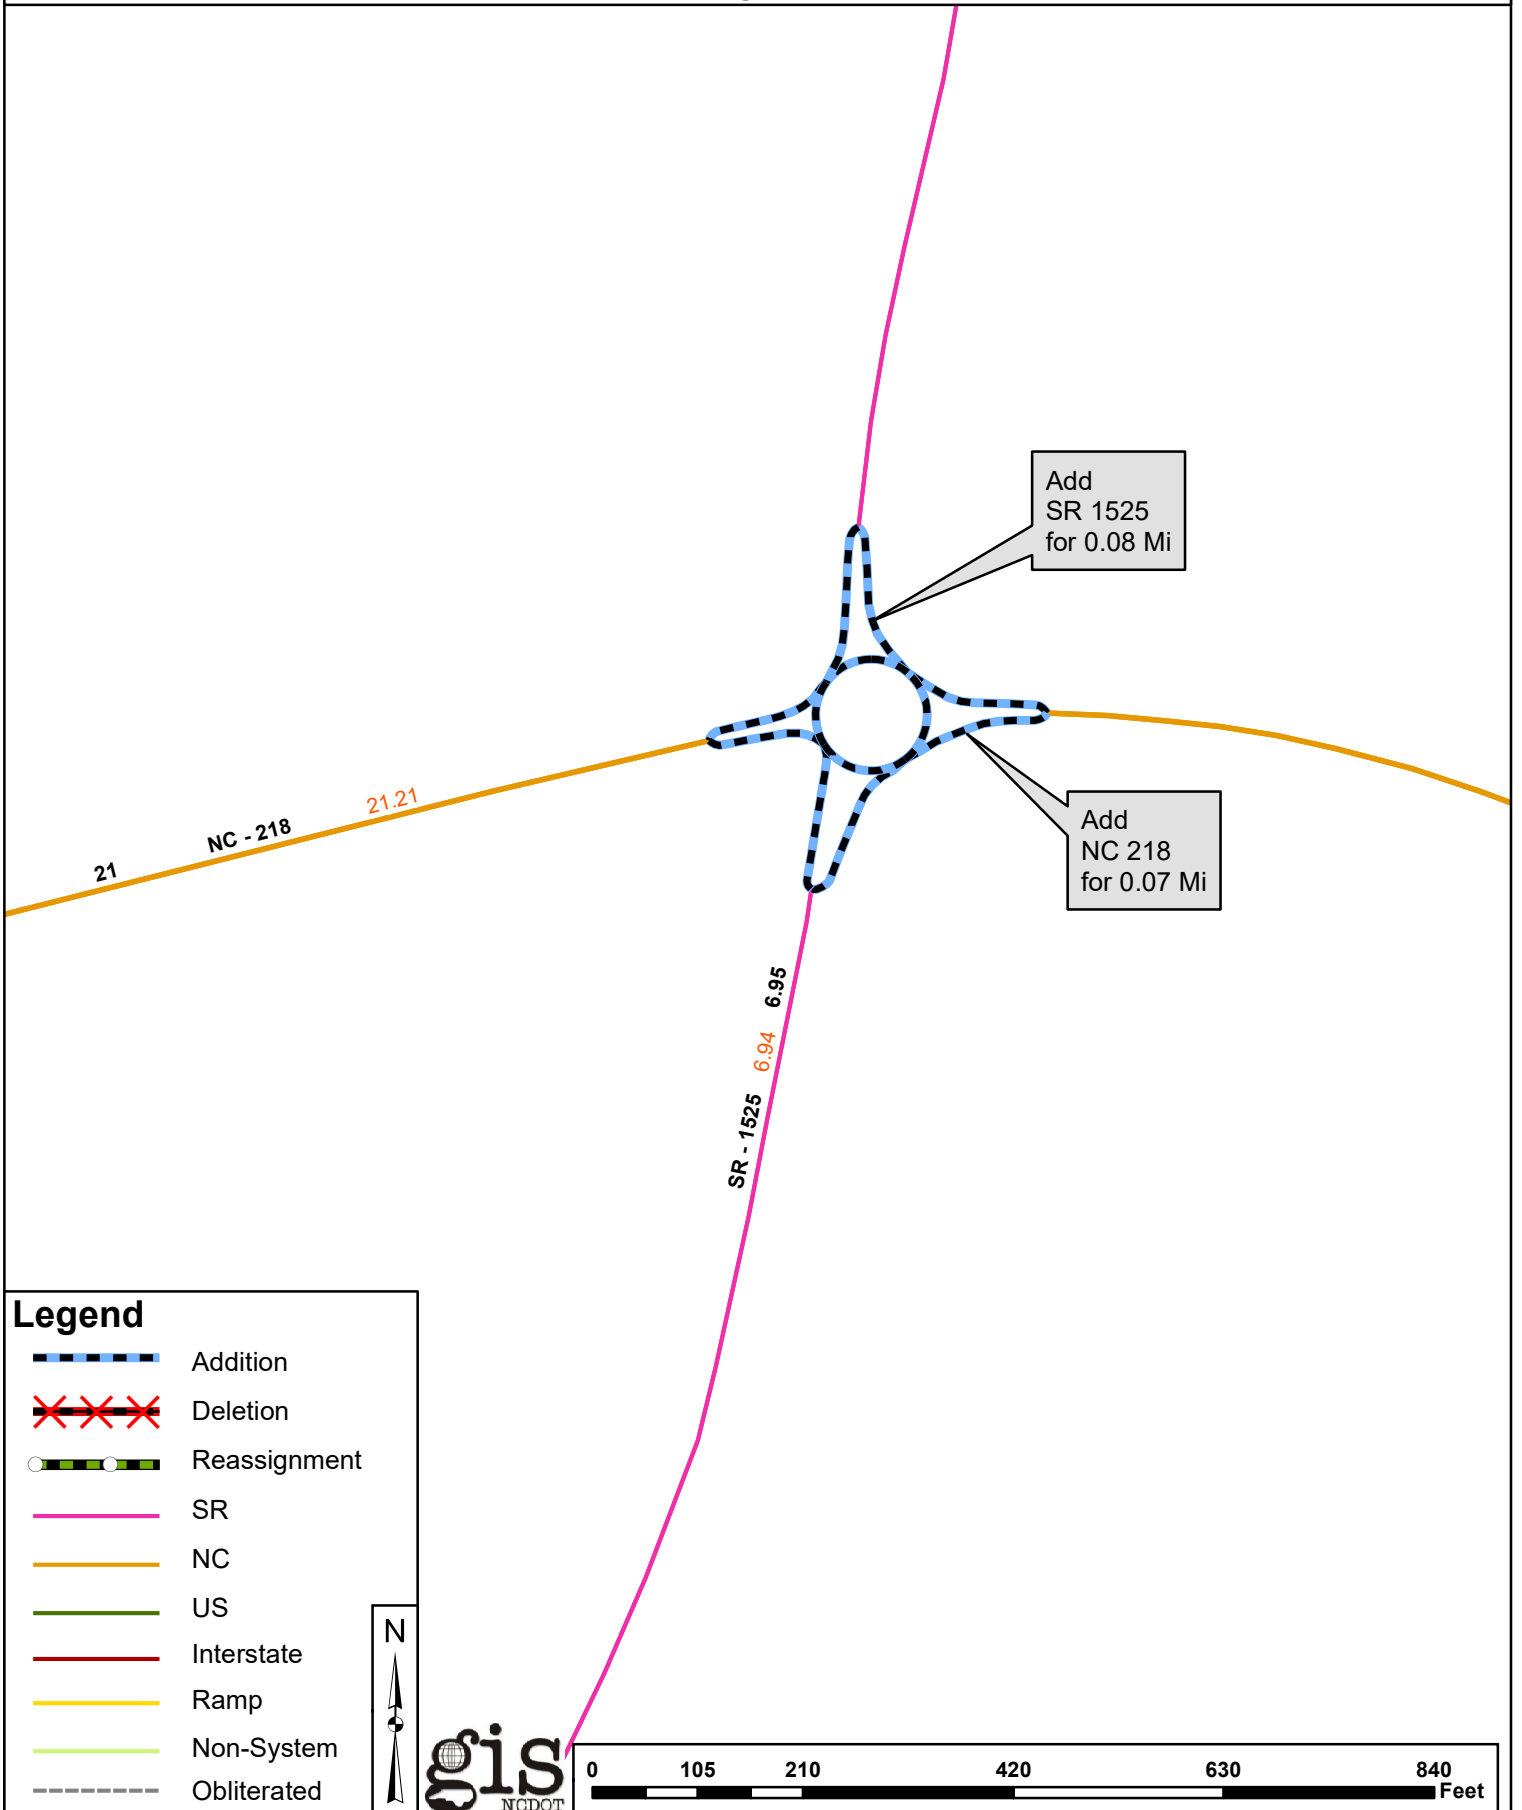 Add
SR 1525
for 0.08 Mi
21.21
NC - 218
21
Add
NC 218
for 0.07 Mi
6.95
6.94
SR - 1525
Legend
Addition
Deletion
Reassignment
SR
NC
US
Interstate
Ramp
Non-System
Obliterated
N
gis
NCDOT
0 105 210 420 630 840
Feet